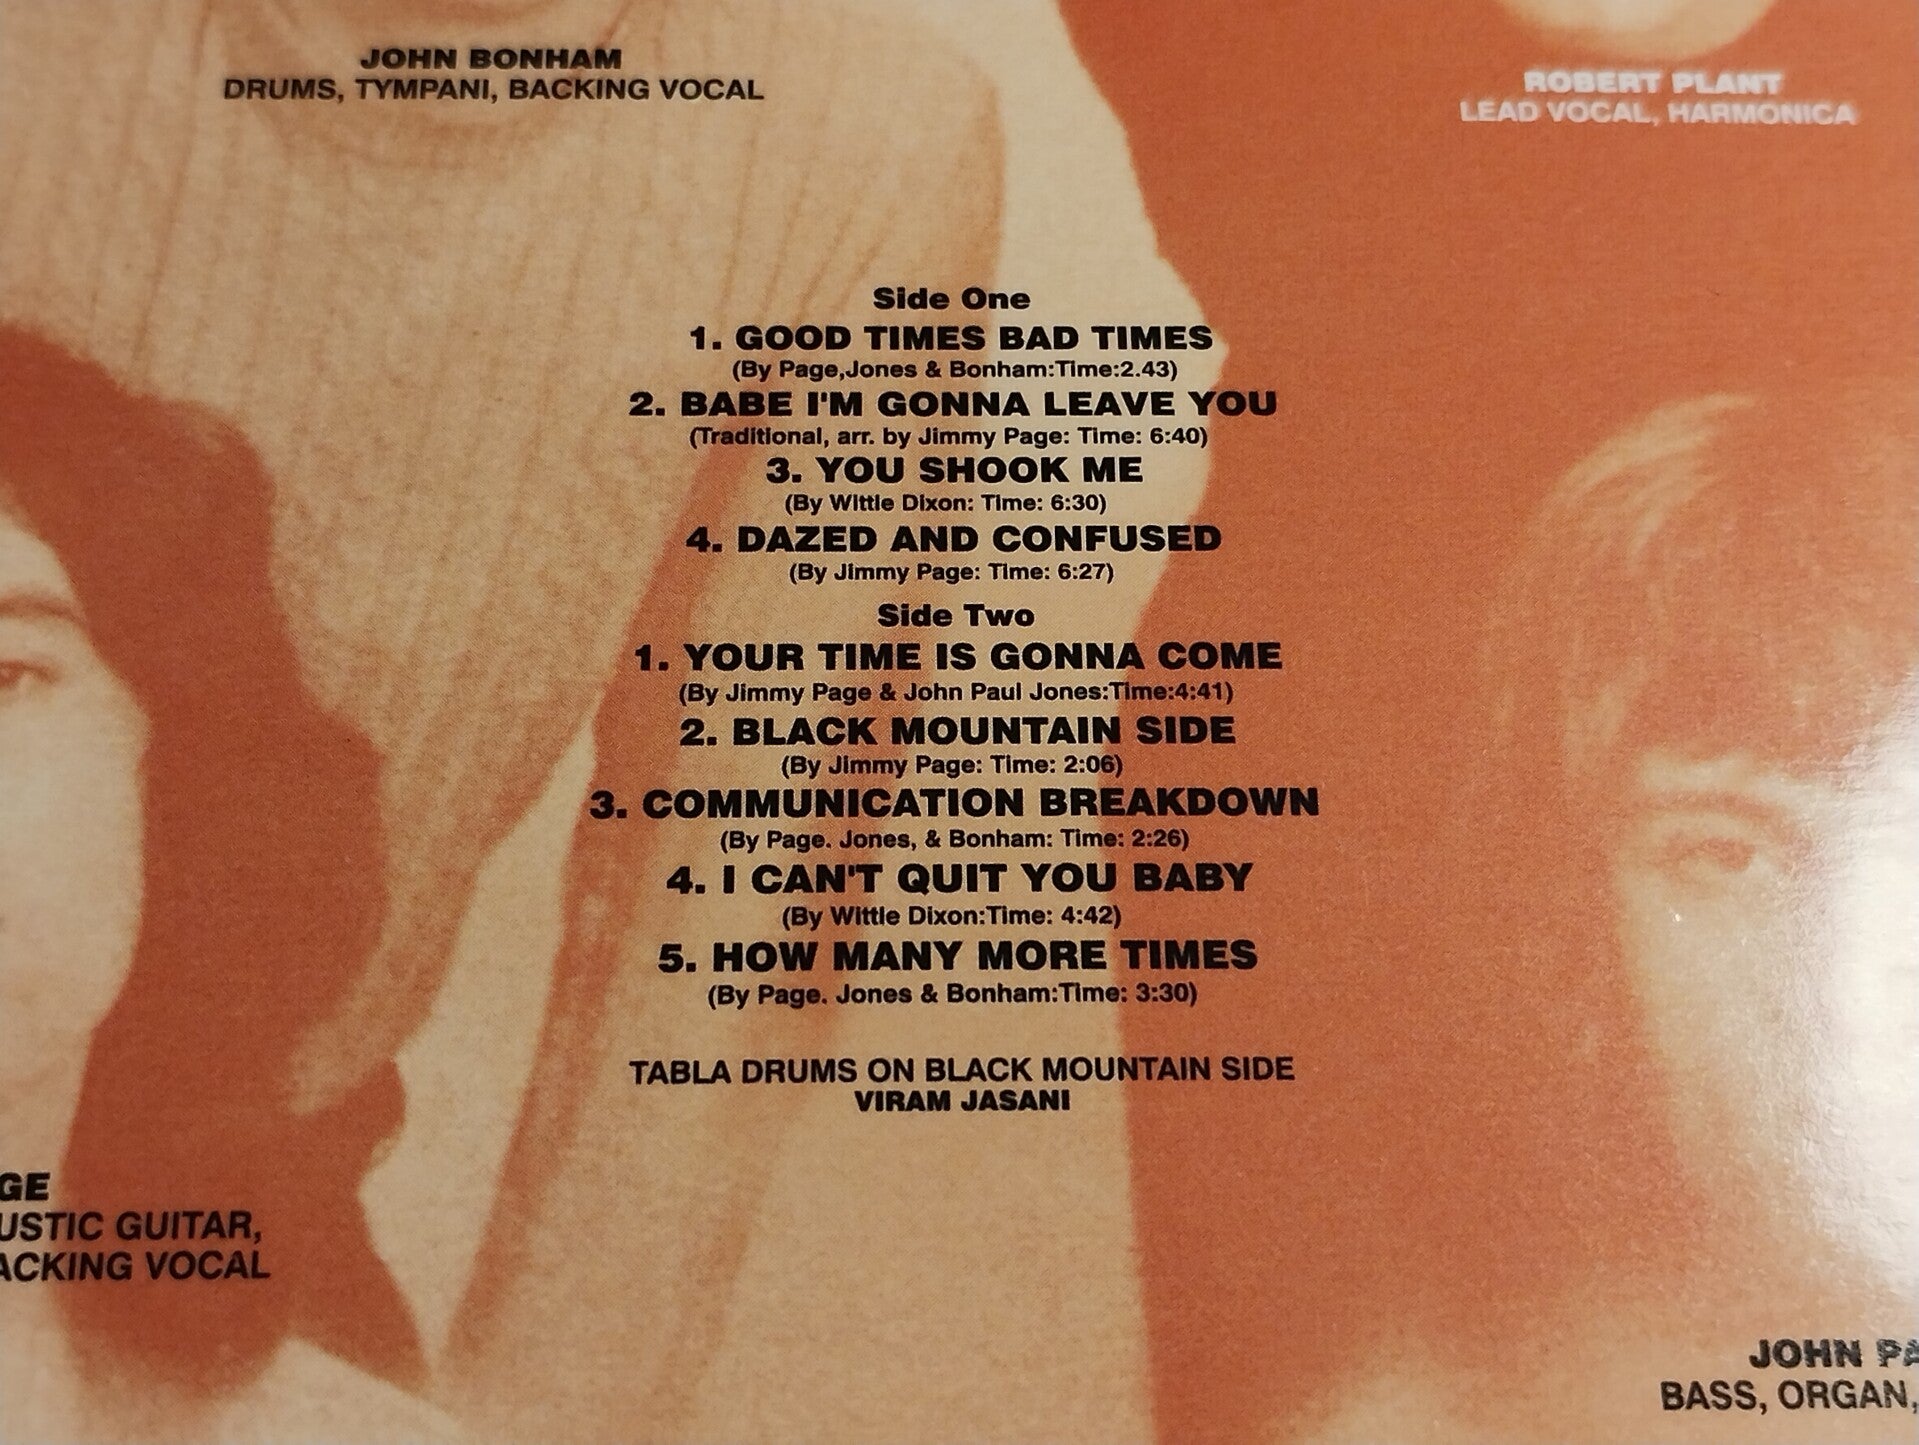 JOHN BONHAM
DRUMS, TYMPANI, BACKING VOCAL
ROBERT PLANT
LEAD VOCAL, HARMONICA
Side One
1. GOOD TIMES BAD TIMES
(By Page,Jones & Bonham:Time:2.43)
2. BABE I'M GONNA LEAVE YOU
(Traditional, arr. by Jimmy Page: Time: 6:40)
3. YOU SHOOK ME
(By Wittie Dixon: Time: 6:30)
4. DAZED AND CONFUSED
(By Jimmy Page: Time: 6:27)
Side Two
1. YOUR TIME IS GONNA COME
(By Jimmy Page & John Paul Jones:Time:4:41)
2. BLACK MOUNTAIN SIDE
(By Jimmy Page: Time: 2:06)
3. COMMUNICATION BREAKDOWN
(By Page. Jones, & Bonham: Time: 2:26)
4. I CAN'T QUIT YOU BABY
(By Wittie Dixon:Time: 4:42)
5. HOW MANY MORE TIMES
(By Page. Jones & Bonham:Time: 3:30)
TABLA DRUMS ON BLACK MOUNTAIN SIDE
VIRAM JASANI
GE
USTIC GUITAR,
ACKING VOCAL
JOHN PA
BASS, ORGAN,